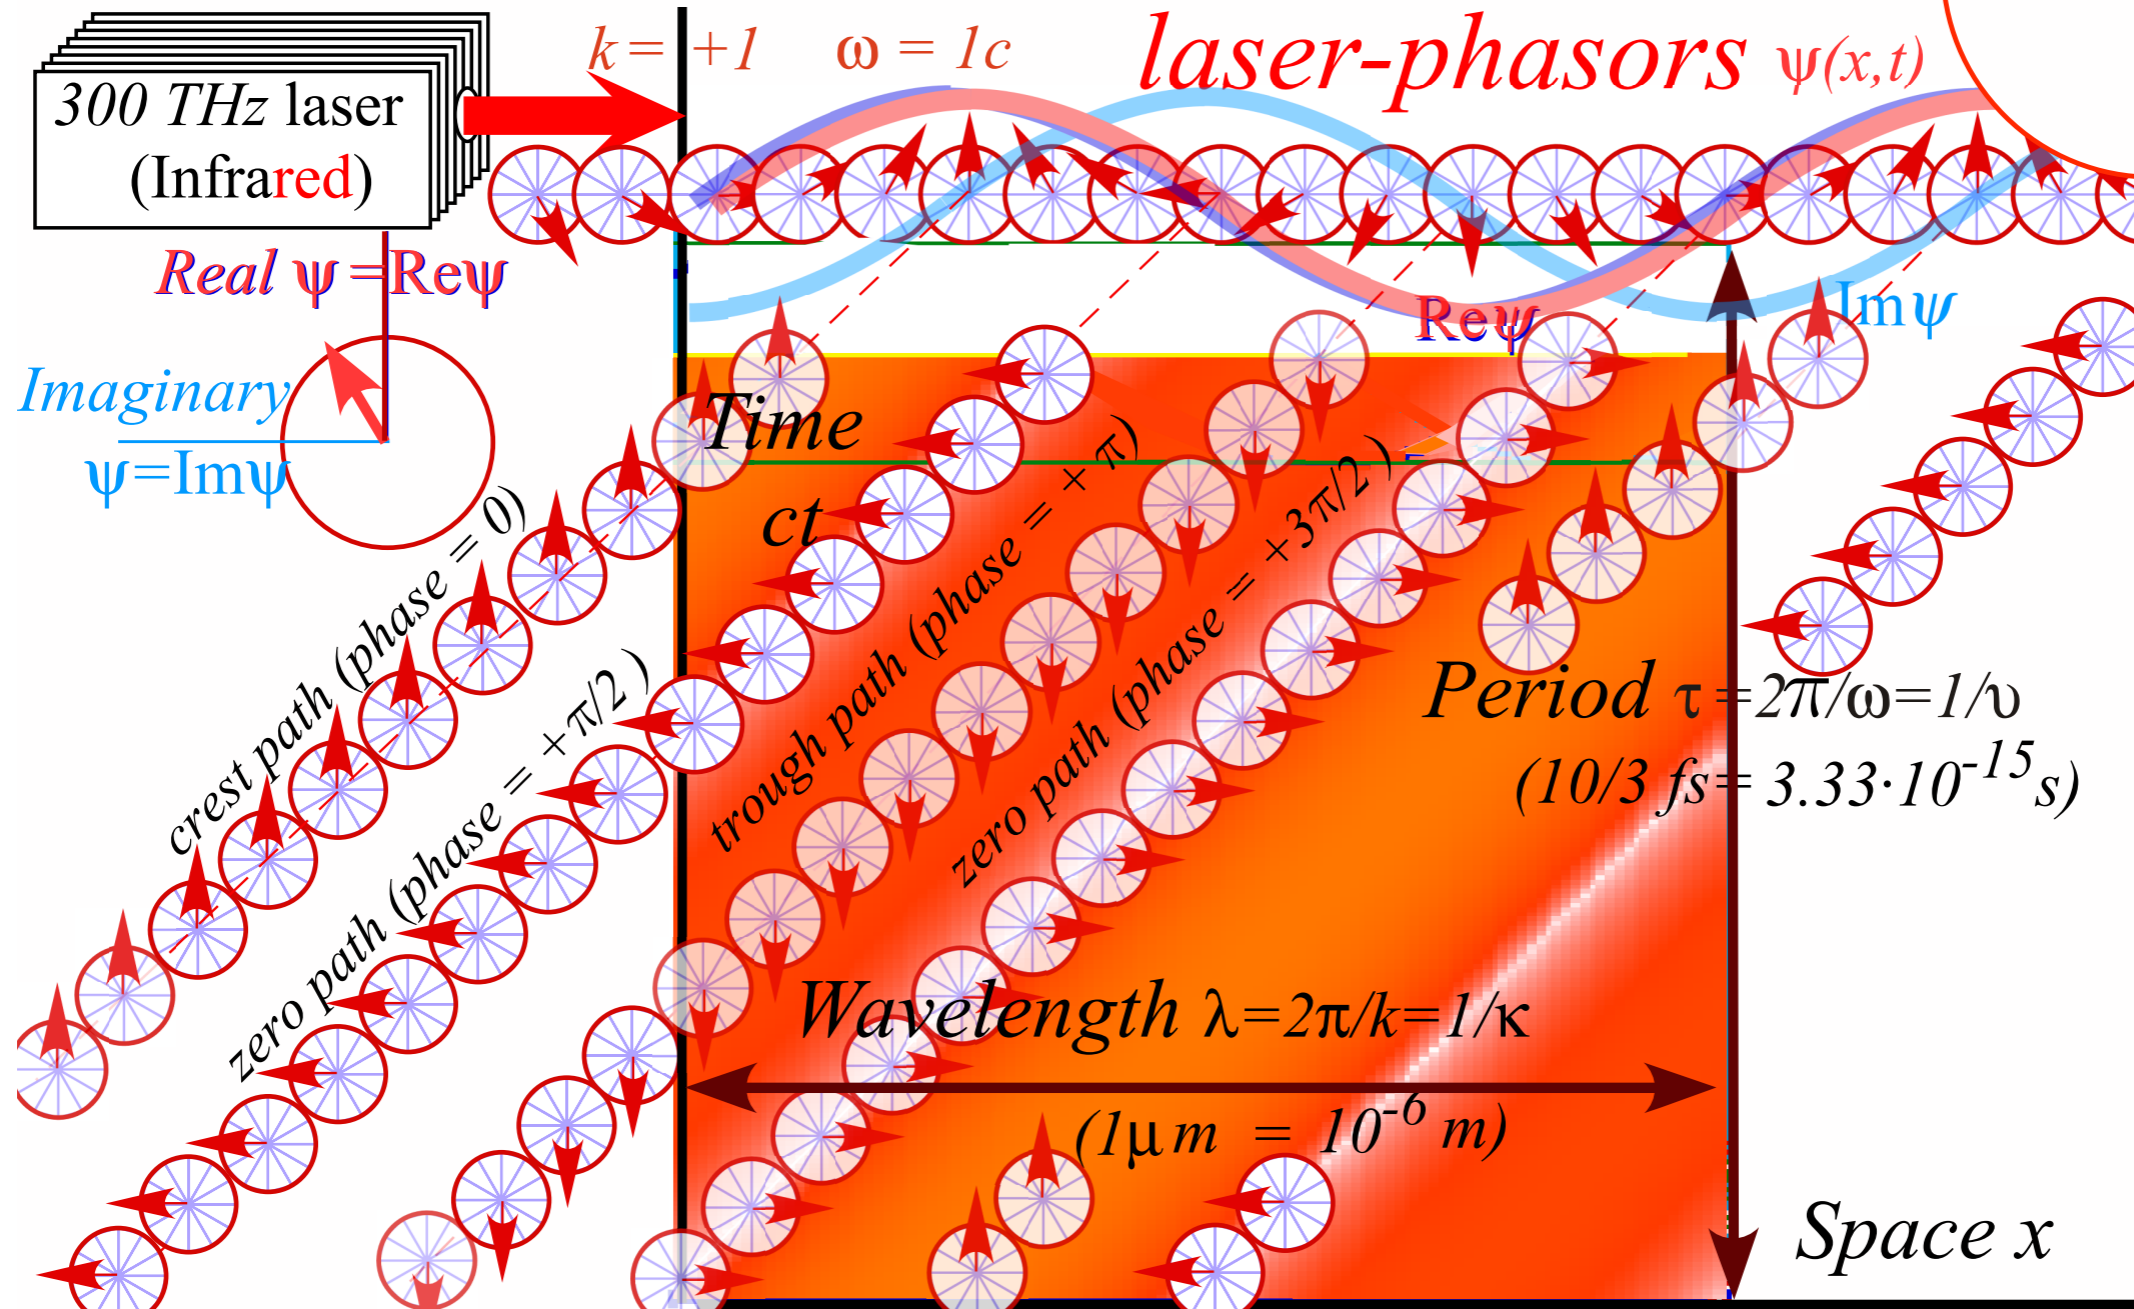 k = +1 ω = 1c
laser-phasors ψ(x,t)
300 THz laser
(Infrared)
Real ψ =Reψ
Imaginary
ψ=Imψ
Reψ
Imψ
Time
ct
crest path (phase = 0)
zero path (phase = +π/2 )
trough path (phase = + π)
zero path (phase = +3π/2 )
Period τ =2π/ω=1/υ
(10/3 fs= 3.33·10-15 s)
Wavelength λ=2π/k=1/κ
(1μm = 10-6 m)
Space x